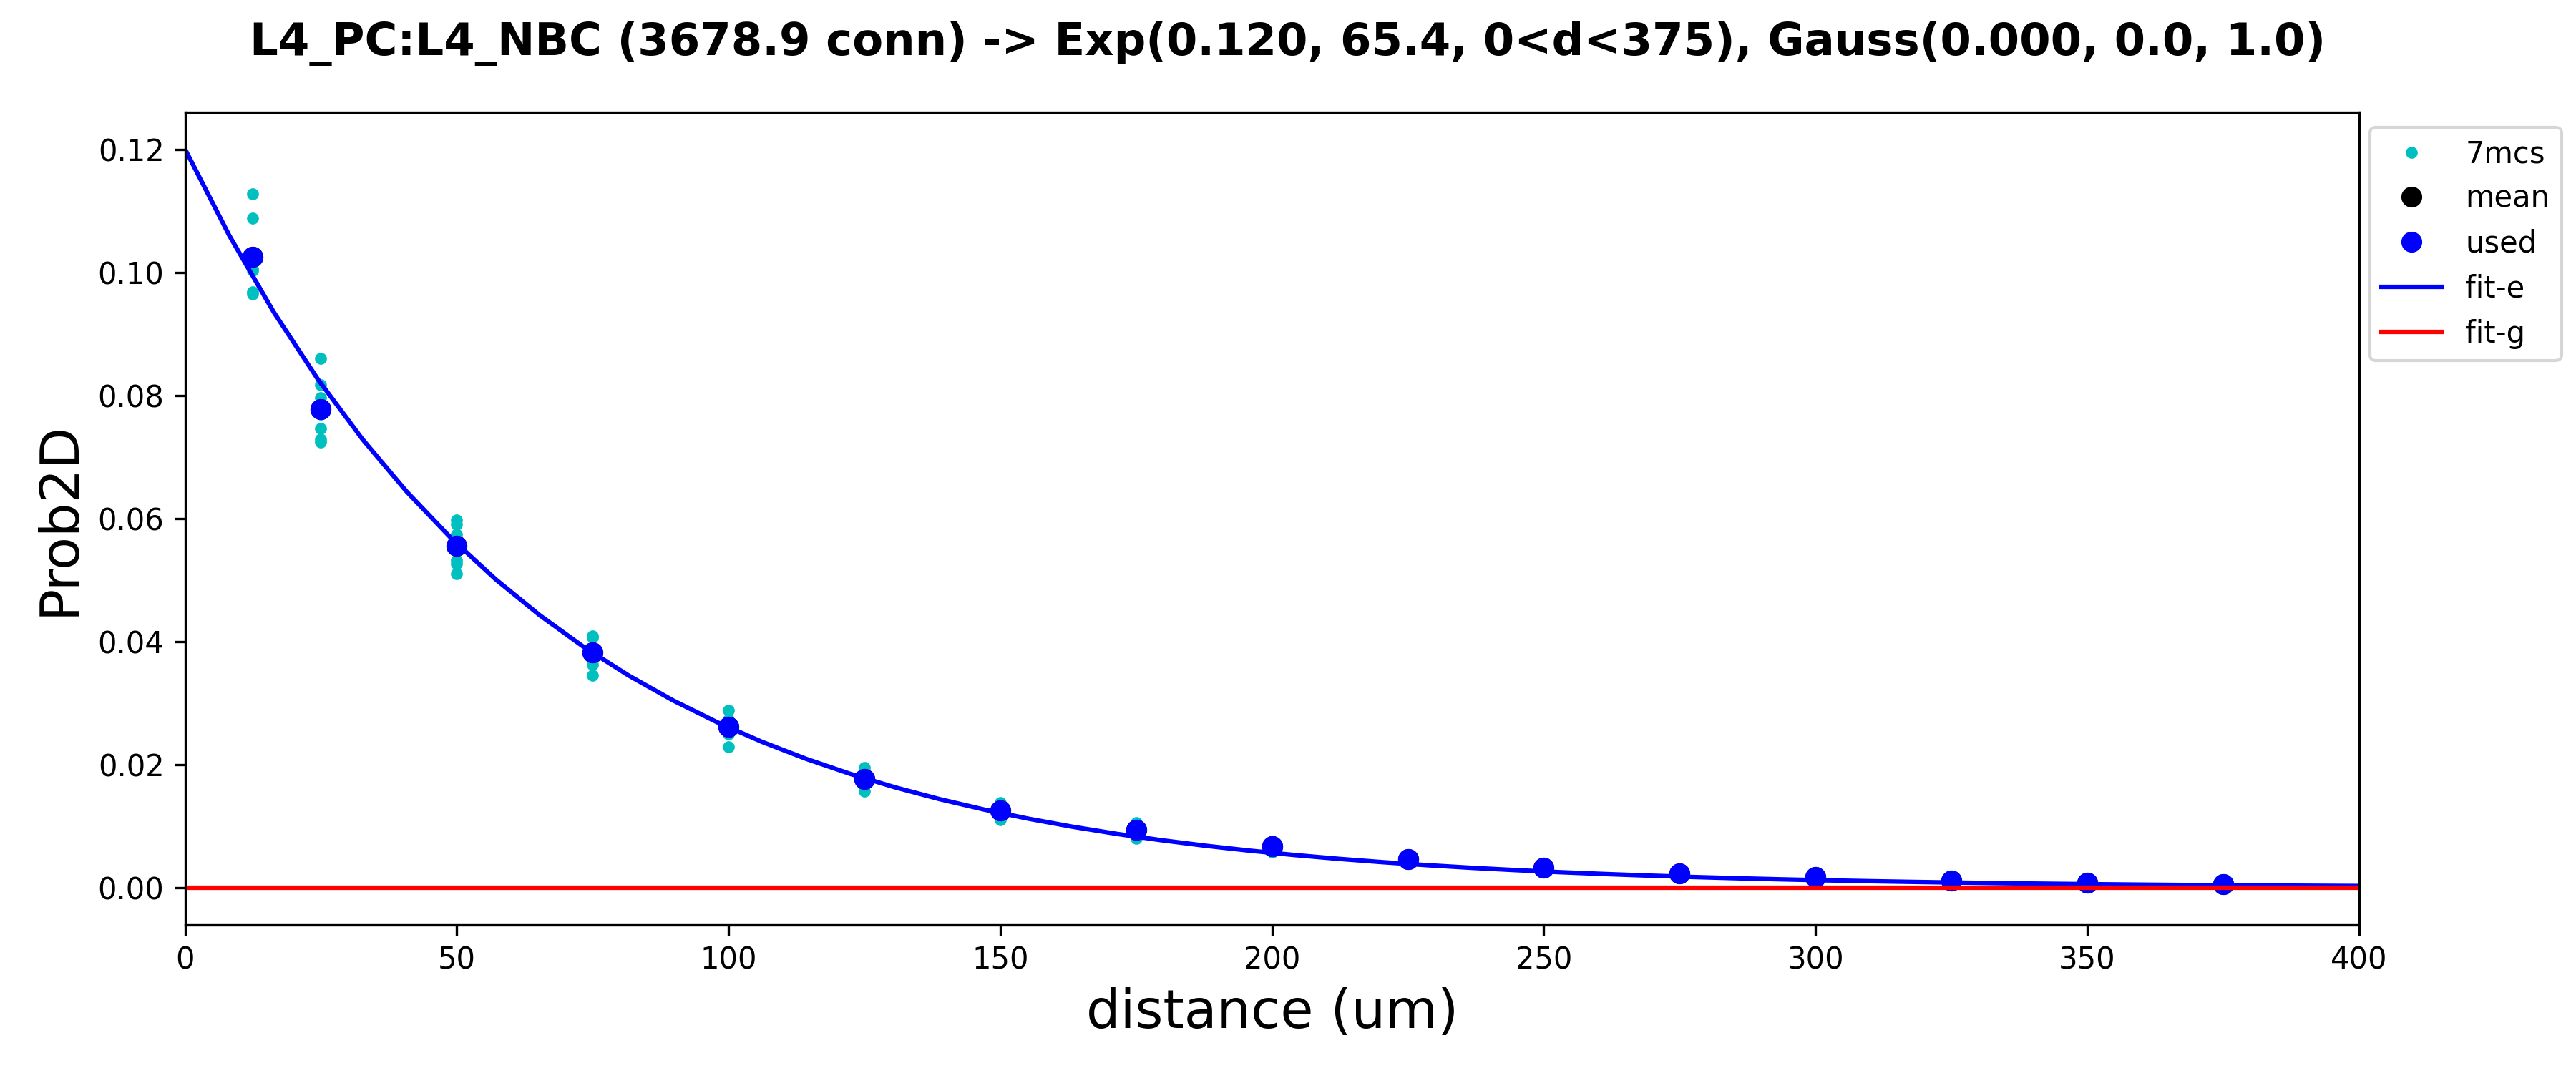 L4_PC:L4_NBC (3678.9 conn) -> Exp(0.120, 65.4, 0<d<375), Gauss(0.000, 0.0, 1.0)
7mcs
mean
used
fit-e
fit-g
Prob2D
0.12
0.10
0.08
0.06
0.04
0.02
0.00
0 50 100 150 200 250 300 350 400
distance (um)